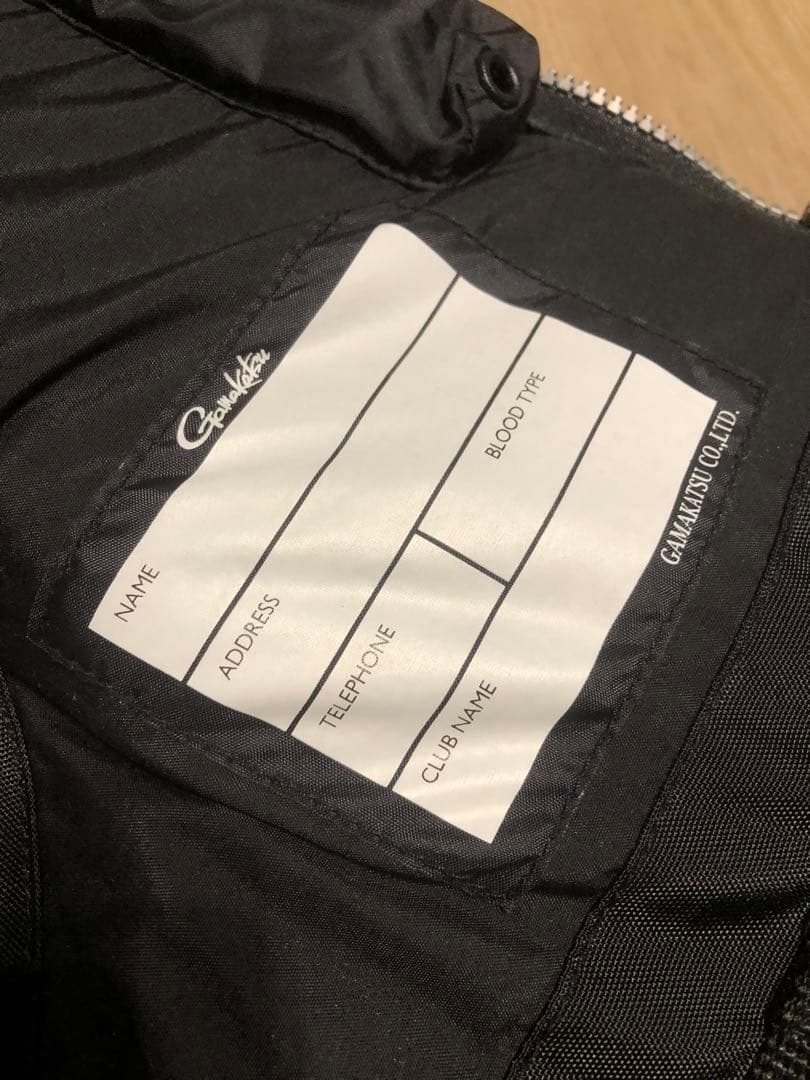 Gamakatsu
NAME
ADDRESS
TELEPHONE
BLOOD TYPE
CLUB NAME
GAMAKATSU CO.,LTD.